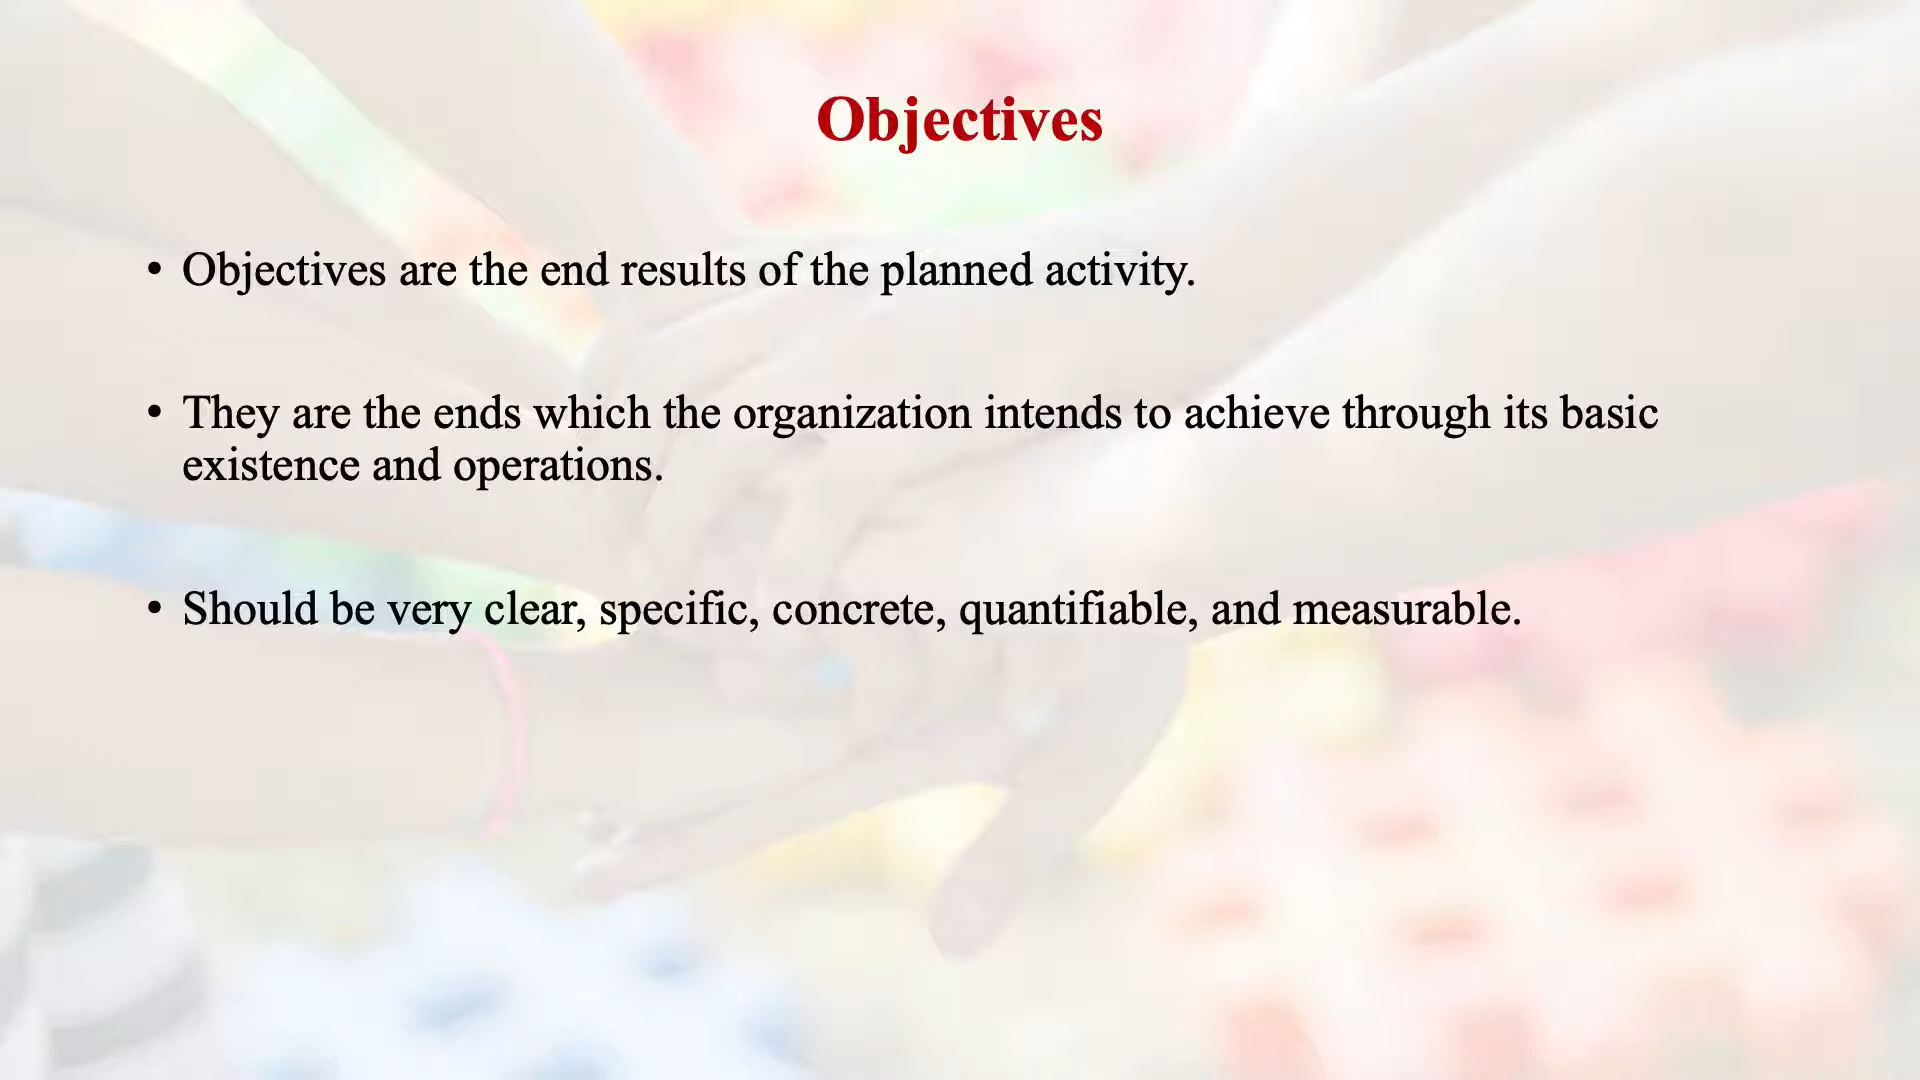 Objectives
• Objectives are the end results of the planned activity.
• They are the ends which the organization intends to achieve through its basic
existence and operations.
• Should be very clear, specific, concrete, quantifiable, and measurable.